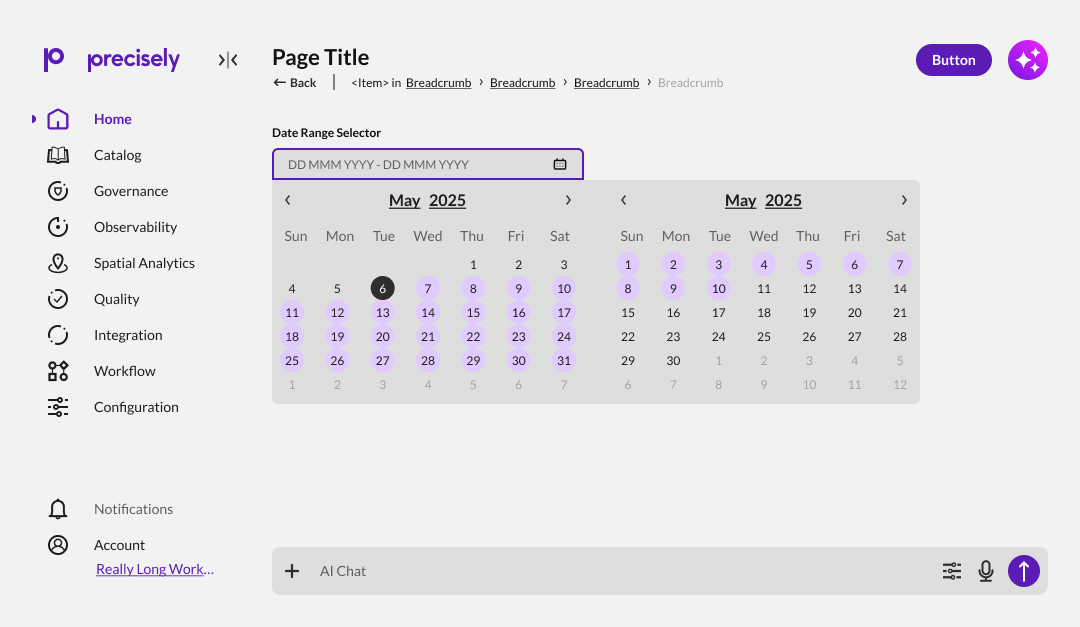 precisely
Page Title
Button
← Back | <Item> in Breadcrumb › Breadcrumb › Breadcrumb › Breadcrumb
Home
Catalog
Governance
Observability
Spatial Analytics
Quality
Integration
Workflow
Configuration
Notifications
Account
Really Long Work...
Date Range Selector
DD MMM YYYY - DD MMM YYYY
May 2025
Sun Mon Tue Wed Thu Fri Sat
1 2 3
4 5 6 7 8 9 10
11 12 13 14 15 16 17
18 19 20 21 22 23 24
25 26 27 28 29 30 31
1 2 3 4 5 6 7
May 2025
Sun Mon Tue Wed Thu Fri Sat
1 2 3 4 5 6 7
8 9 10 11 12 13 14
15 16 17 18 19 20 21
22 23 24 25 26 27 28
29 30 1 2 3 4 5
6 7 8 9 10 11 12
AI Chat